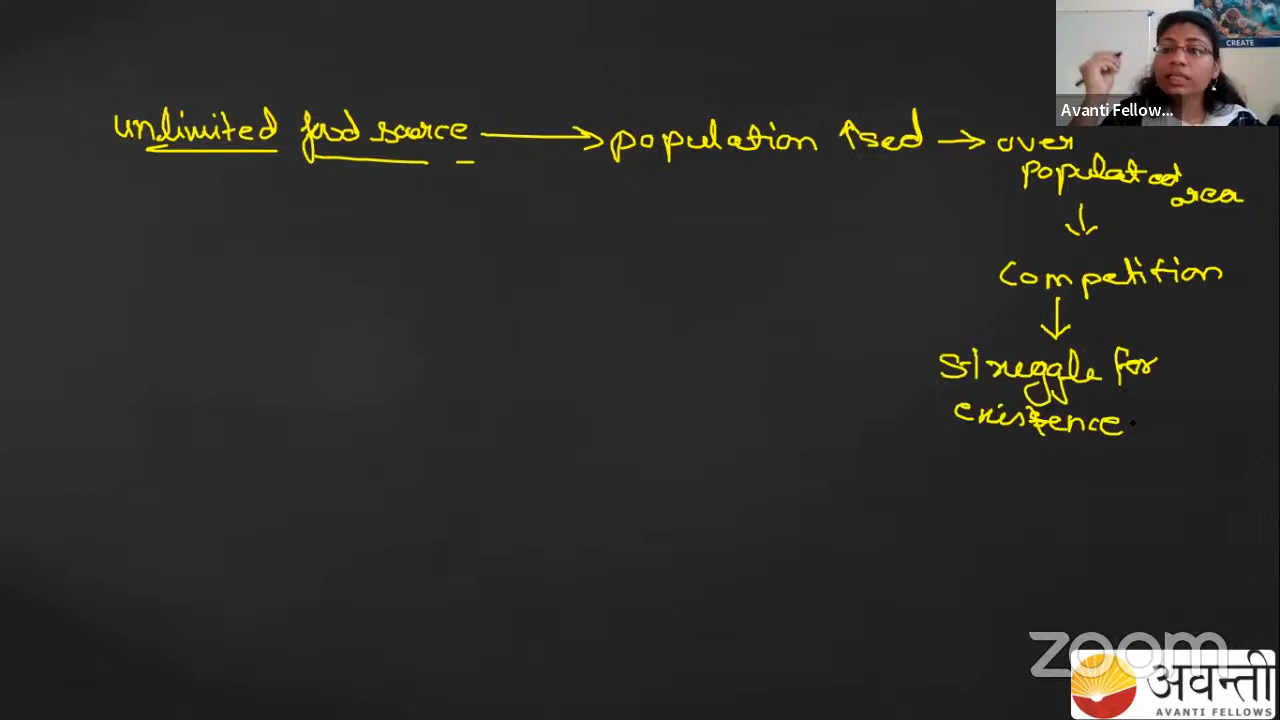 CREATE
Avanti Fellow...
unlimited food source → population ↑sed → over
populated
area
↓
Competition
↓
Struggle for
existence
zoom
अवन्ती
AVANTI FELLOWS